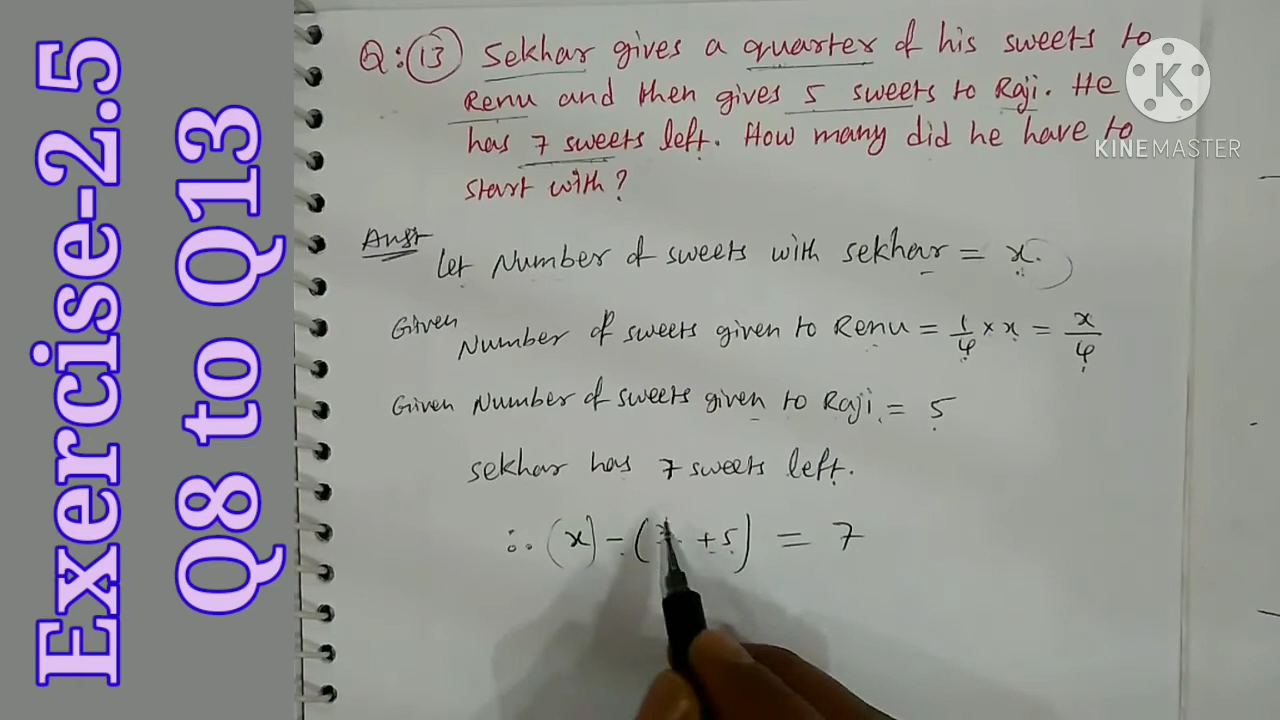 Exercise-2.5
Q8 to Q13
Q:13 Sekhar gives a quarter of his sweets to
Renu and then gives 5 sweets to Raji. He
has 7 sweets left. How many did he have to
start with?
K
KINEMASTER
Let Number of sweets with sekhar = x.
Given Number of sweets given to Renu = 1/4 × x = x/4
Given Number of sweets given to Raji = 5
sekhar has 7 sweets left.
∴ (x) - ( + 5) = 7